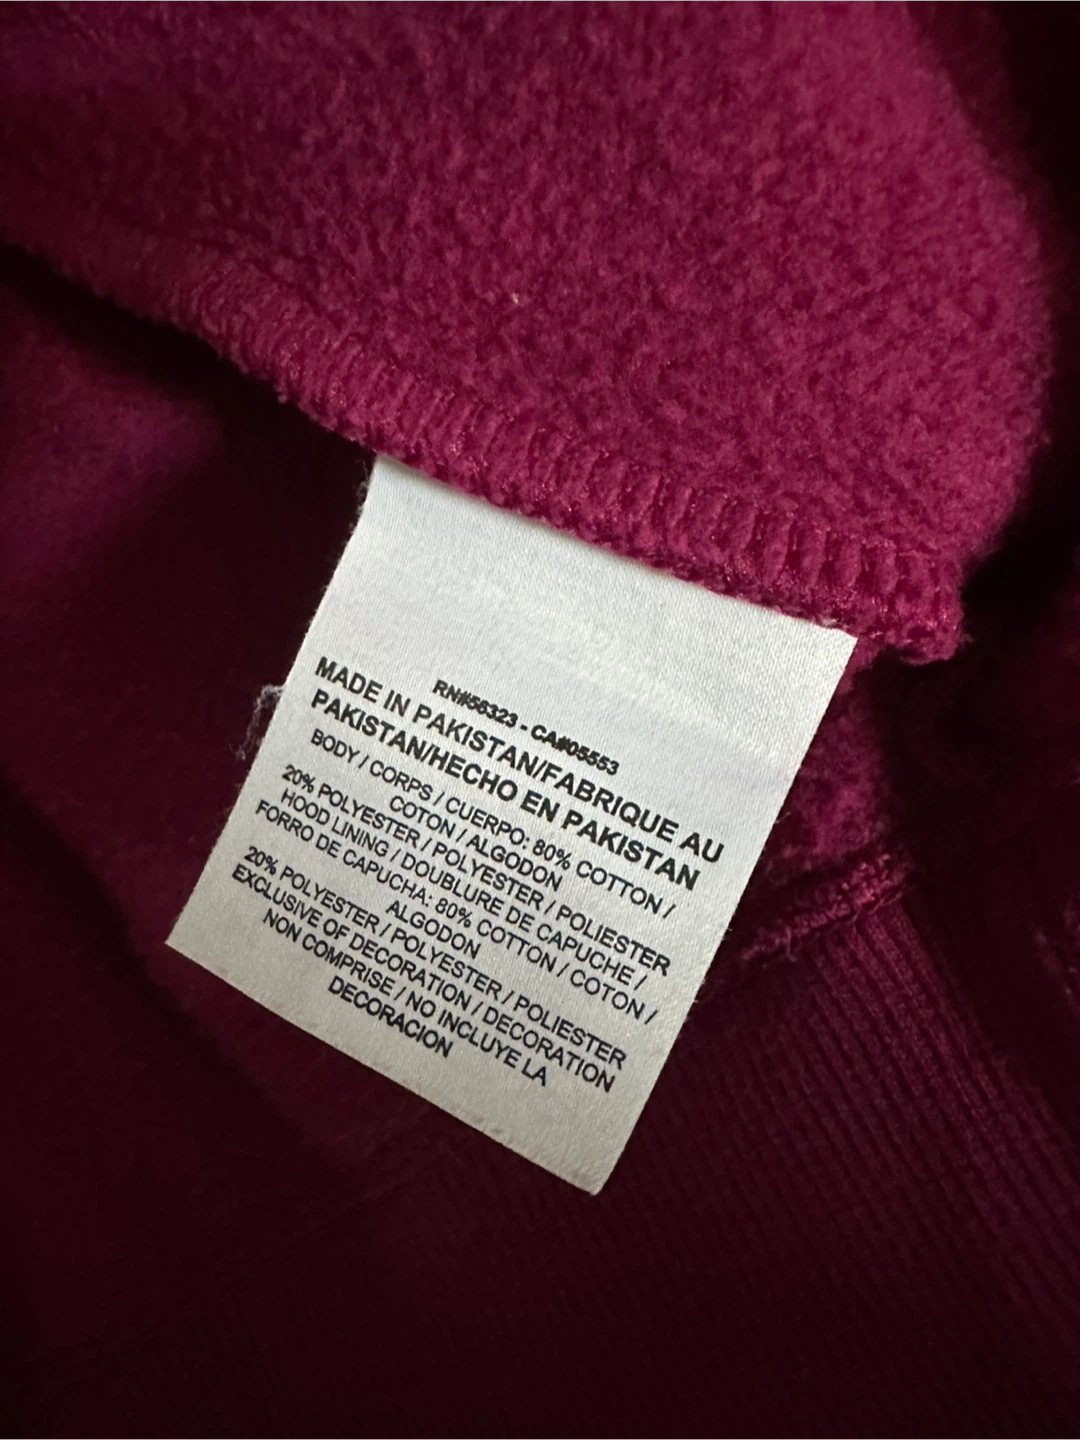 RN#56323 - CA#05553
MADE IN PAKISTAN/FABRIQUE AU
PAKISTAN/HECHO EN PAKISTAN
BODY / CORPS / CUERPO: 80% COTTON /
COTON / ALGODON
20% POLYESTER / POLYESTER / POLIESTER
HOOD LINING / DOUBLURE DE CAPUCHE /
FORRO DE CAPUCHA: 80% COTTON / COTON /
ALGODON
20% POLYESTER / POLYESTER / POLIESTER
EXCLUSIVE OF DECORATION / DECORATION
NON COMPRISE / NO INCLUYE LA
DECORACION